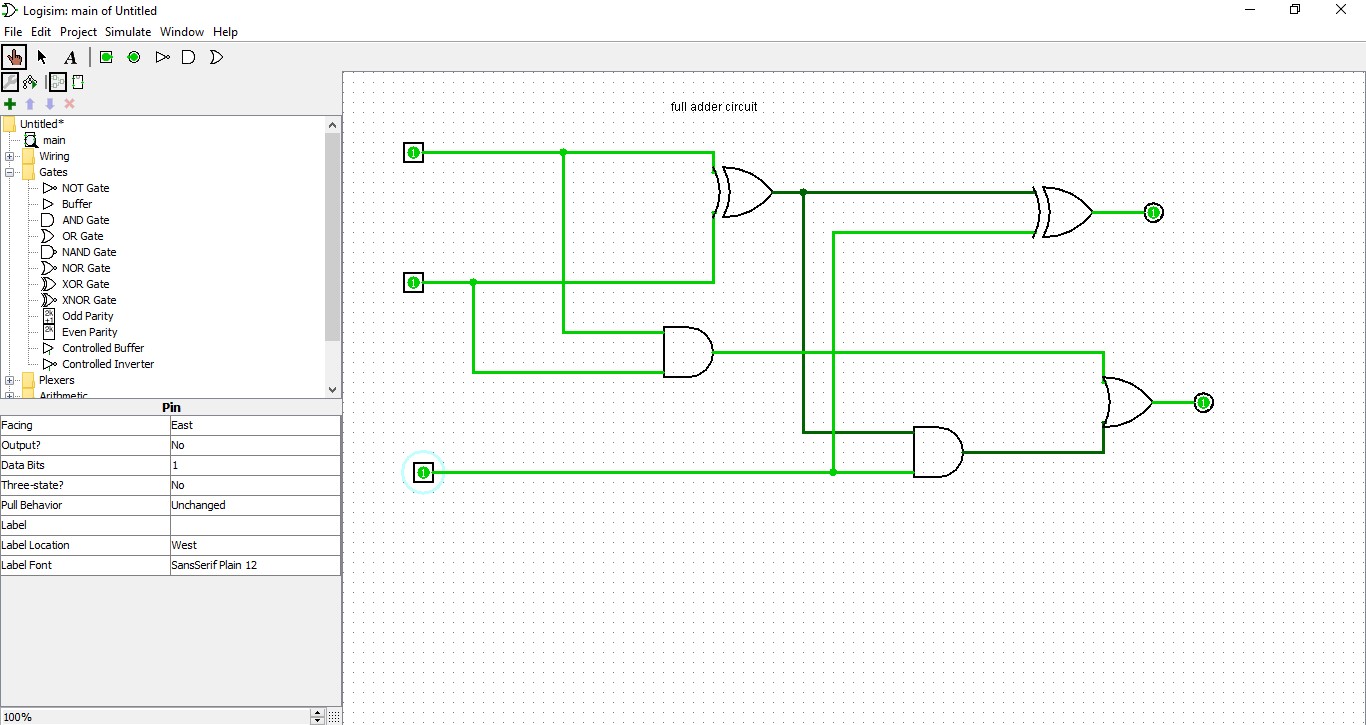 Logisim: main of Untitled
File Edit Project Simulate Window Help
A
full adder circuit
Untitled*
main
Wiring
Gates
NOT Gate
Buffer
AND Gate
OR Gate
NAND Gate
NOR Gate
XOR Gate
XNOR Gate
Odd Parity
Even Parity
Controlled Buffer
Controlled Inverter
Plexers
Arithmetic
Pin
Facing East
Output? No
Data Bits 1
Three-state? No
Pull Behavior Unchanged
Label
Label Location West
Label Font SansSerif Plain 12
1
1
1
1
1
100%